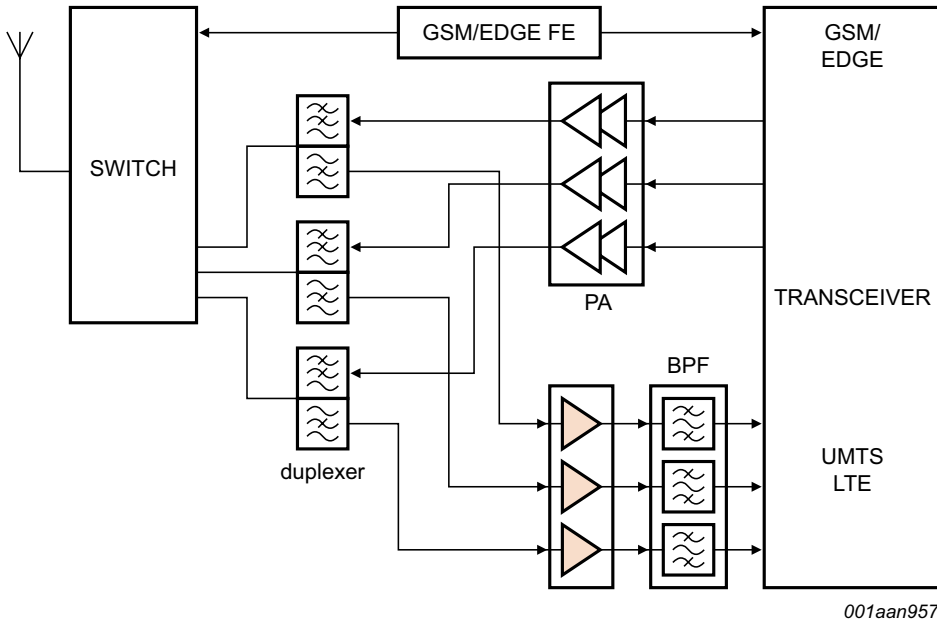 GSM/EDGE FE
GSM/
EDGE
SWITCH
PA
TRANSCEIVER
BPF
duplexer
UMTS
LTE
001aan957